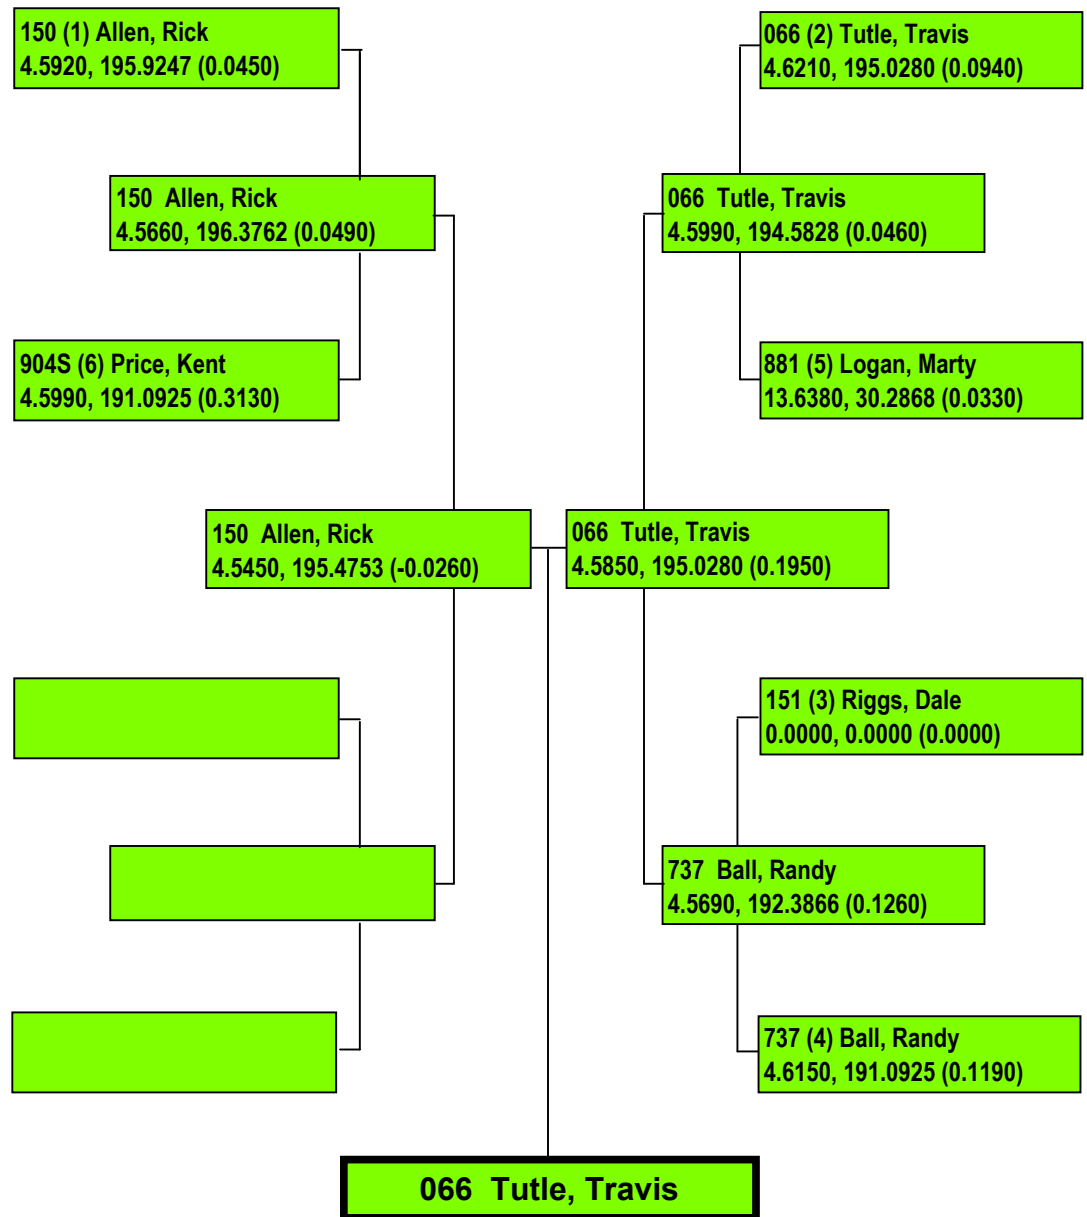 150 (1) Allen, Rick
4.5920, 195.9247 (0.0450)
066 (2) Tutle, Travis
4.6210, 195.0280 (0.0940)
150  Allen, Rick
4.5660, 196.3762 (0.0490)
066  Tutle, Travis
4.5990, 194.5828 (0.0460)
904S (6) Price, Kent
4.5990, 191.0925 (0.3130)
881 (5) Logan, Marty
13.6380, 30.2868 (0.0330)
150  Allen, Rick
4.5450, 195.4753 (-0.0260)
066  Tutle, Travis
4.5850, 195.0280 (0.1950)
151 (3) Riggs, Dale
0.0000, 0.0000 (0.0000)
737  Ball, Randy
4.5690, 192.3866 (0.1260)
737 (4) Ball, Randy
4.6150, 191.0925 (0.1190)
066  Tutle, Travis